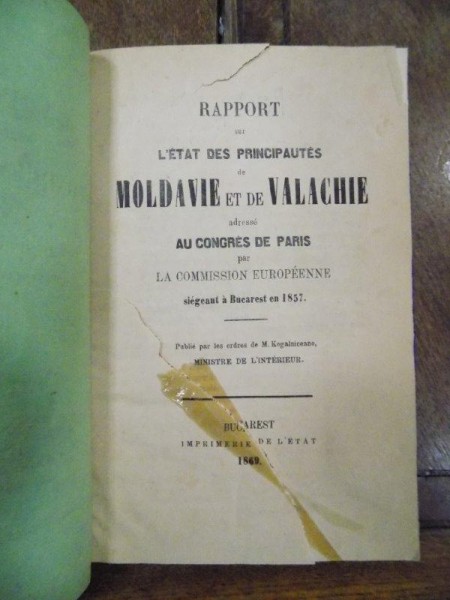 RAPPORT
sur
L'ÉTAT DES PRINCIPAUTÉS
de
MOLDAVIE ET DE VALACHIE
adressé
AU CONGRÈS DE PARIS
par
LA COMMISSION EUROPÉENNE
siégeant à Bucarest en 1857.
Publié par les ordres de M. Kogalniceano,
MINISTRE DE L'INTÉRIEUR.
BUCAREST
IMPRIMERIE DE L'ÉTAT
1869.